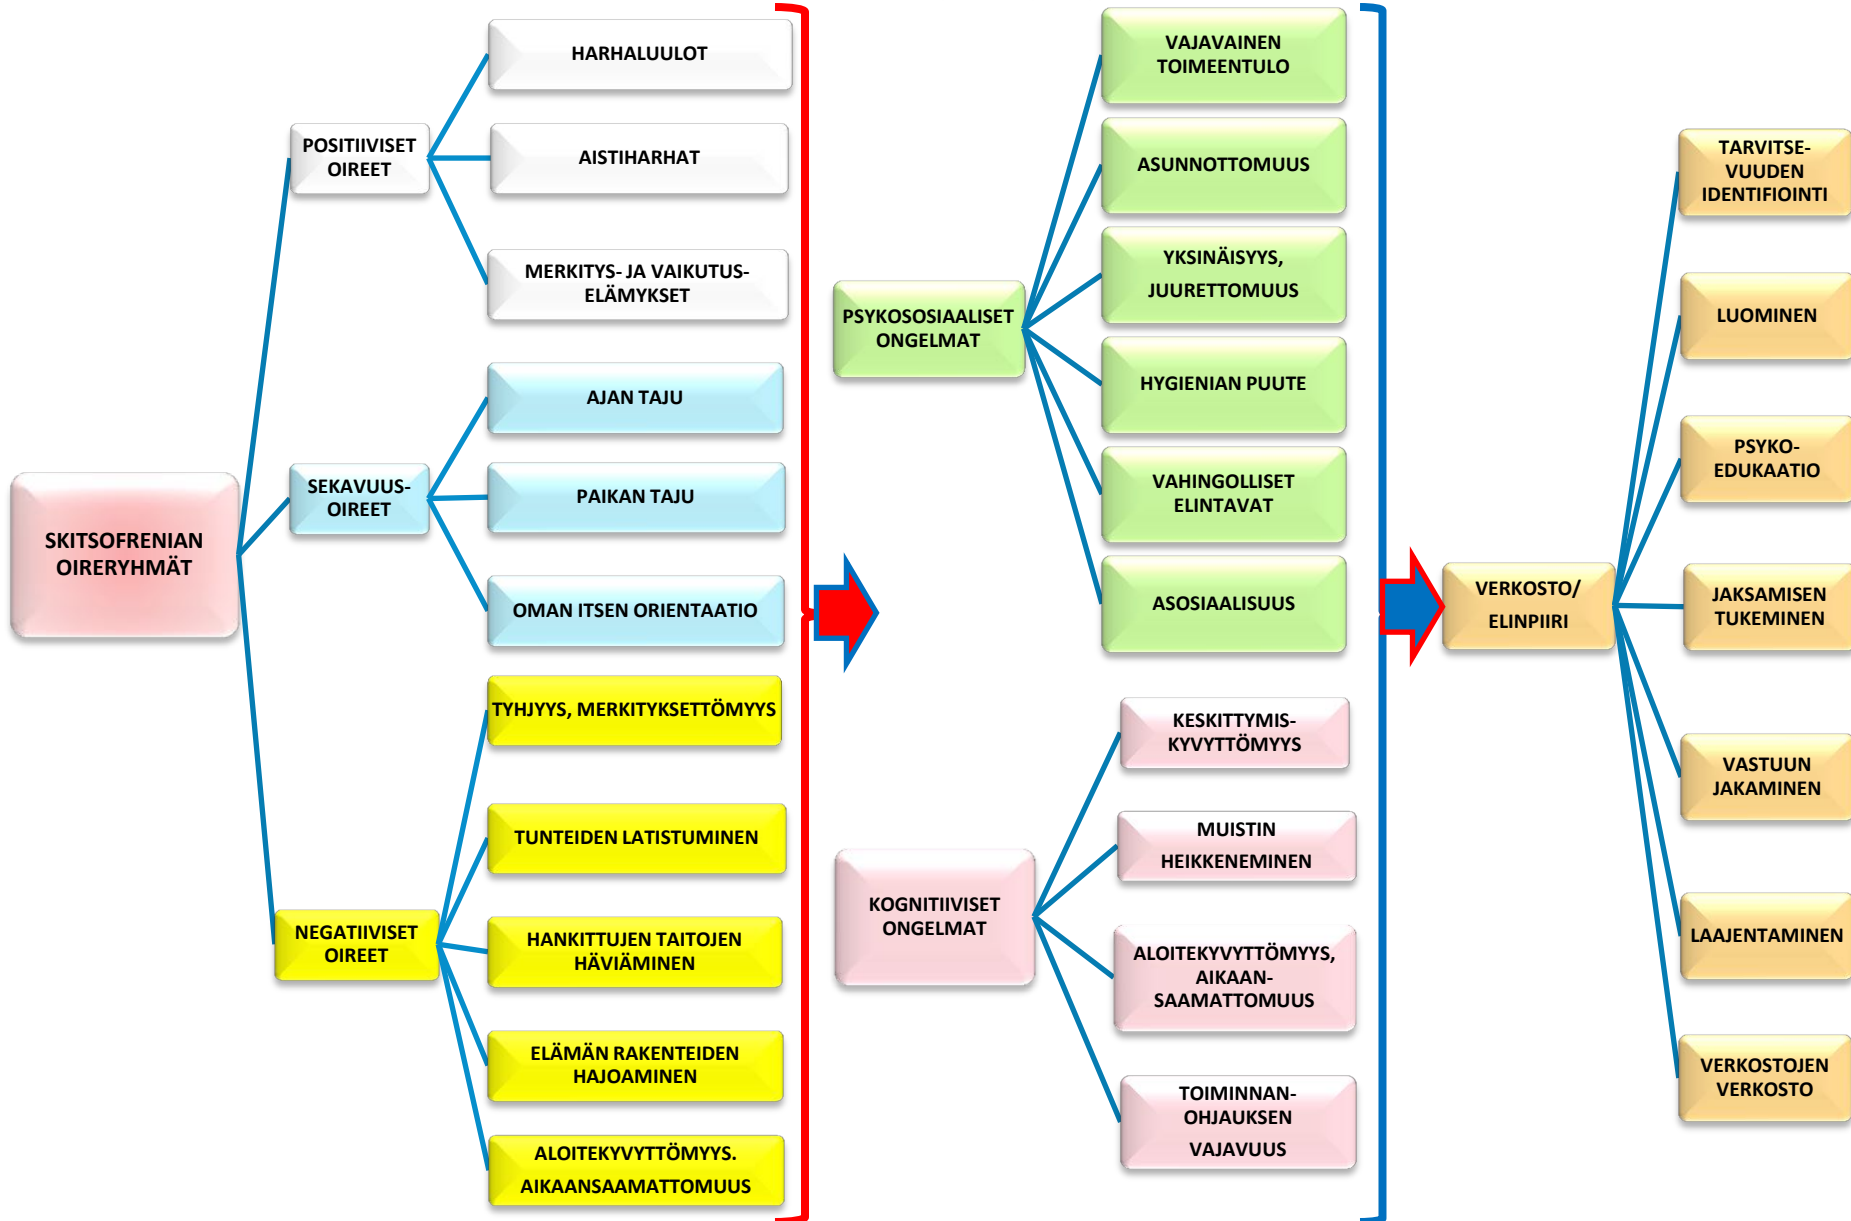 SKITSOFRENIAN
OIRERYHMÄT
POSITIIVISET
OIREET
HARHALUULOT
AISTIHARHAT
MERKITYS- JA VAIKUTUS-
ELÄMYKSET
SEKAVUUS-
OIREET
AJAN TAJU
PAIKAN TAJU
OMAN ITSEN ORIENTAATIO
NEGATIIVISET
OIREET
TYHJYYS, MERKITYKSETTÖMYYS
TUNTEIDEN LATISTUMINEN
HANKITTUJEN TAITOJEN
HÄVIÄMINEN
ELÄMÄN RAKENTEIDEN
HAJOAMINEN
ALOITEKYVYTTÖMYYS.
AIKAANSAAMATTOMUUS
PSYKOSOSIAALISET
ONGELMAT
VAJAVAINEN
TOIMEENTULO
ASUNNOTTOMUUS
YKSINÄISYYS,
JUURETTOMUUS
HYGIENIAN PUUTE
VAHINGOLLISET
ELINTAVAT
ASOSIAALISUUS
KOGNITIIVISET
ONGELMAT
KESKITTYMIS-
KYVYTTÖMYYS
MUISTIN
HEIKKENEMINEN
ALOITEKYVYTTÖMYYS,
AIKAAN-
SAAMATTOMUUS
TOIMINNAN-
OHJAUKSEN
VAJAVUUS
VERKOSTO/
ELINPIIRI
TARVITSE-
VUUDEN
IDENTIFIOINTI
LUOMINEN
PSYKO-
EDUKAATIO
JAKSAMISEN
TUKEMINEN
VASTUUN
JAKAMINEN
LAAJENTAMINEN
VERKOSTOJEN
VERKOSTO